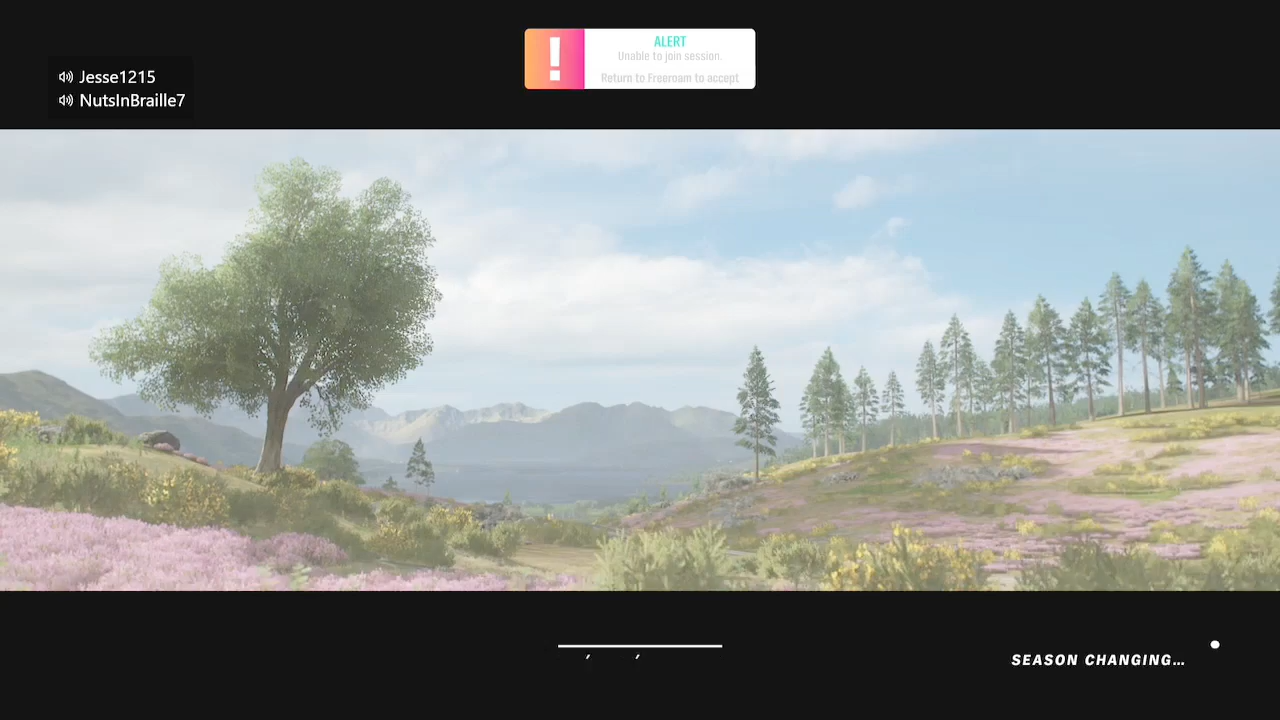 ALERT
Unable to join session.
Return to Freeroam to accept
Jesse1215
NutsInBraille7
SEASON CHANGING...